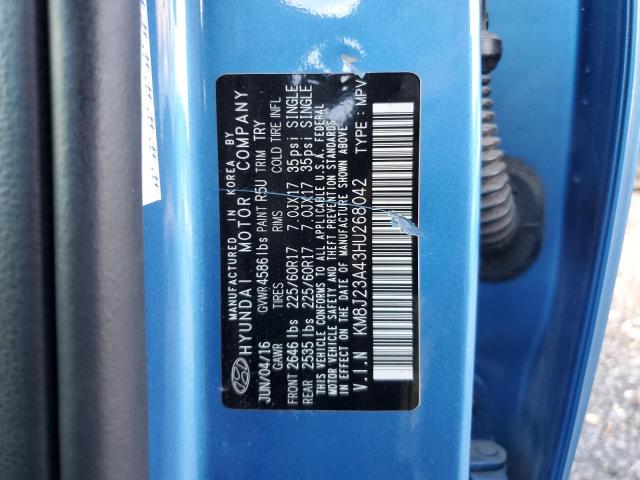 MANUFACTURED IN KOREA BY
HYUNDAI MOTOR COMPANY
JUN/04/16 GVWR 4586 lbs PAINT R5U TRIM TRY
GAWR TIRES RIMS COLD TIRE INFL
FRONT 2646 lbs 225/60R17 7.0JX17 35psi SINGLE
REAR 2535 lbs 225/60R17 7.0JX17 35psi SINGLE
THIS VEHICLE CONFORMS TO ALL APPLICABLE U.S.A. FEDERAL
MOTOR VEHICLE SAFETY AND THEFT PREVENTION STANDARDS
IN EFFECT ON THE DATE OF MANUFACTURE SHOWN ABOVE
V.I.N KM8J23A43HU268042 TYPE : MPV